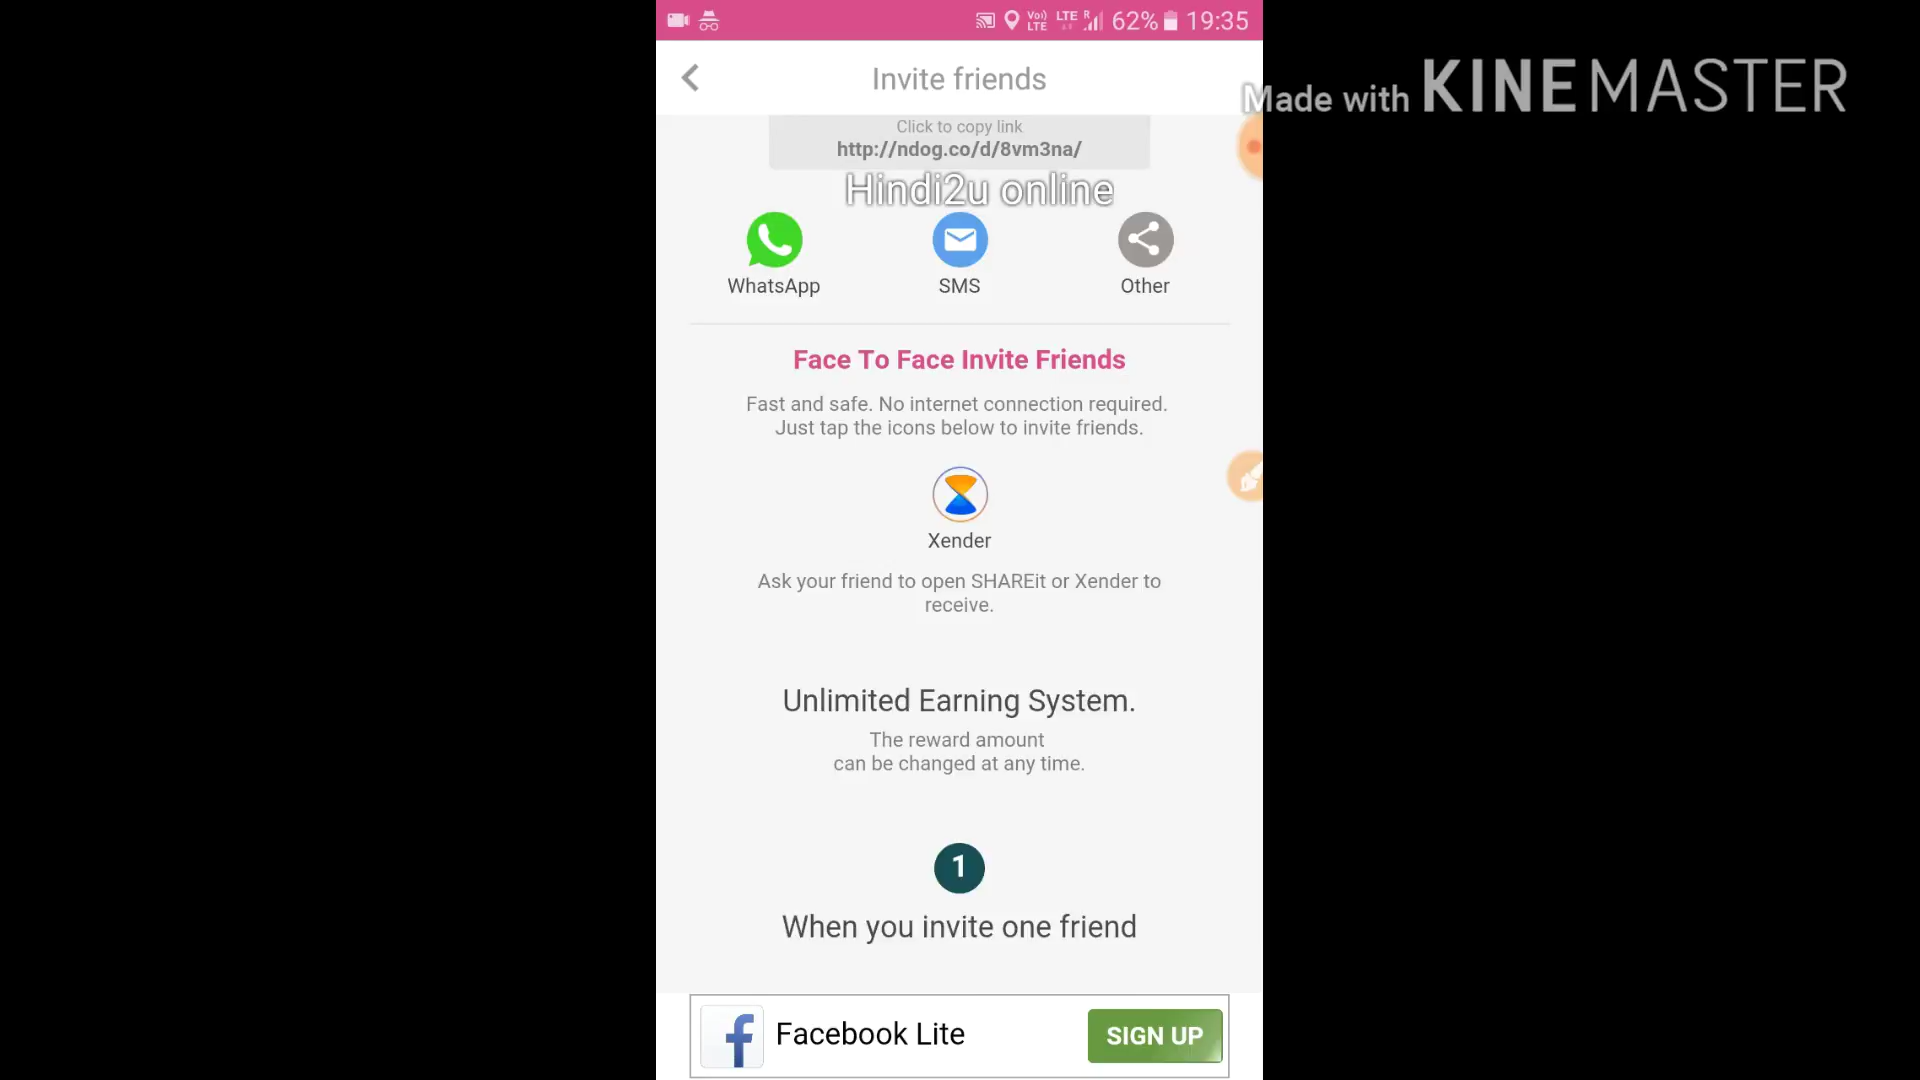 62% 19:35
Invite friends
Made with KINEMASTER
Click to copy link
http://ndog.co/d/8vm3na/
Hindi2u online
WhatsApp
SMS
Other
Face To Face Invite Friends
Fast and safe. No internet connection required.
Just tap the icons below to invite friends.
Xender
Ask your friend to open SHAREit or Xender to
receive.
Unlimited Earning System.
The reward amount
can be changed at any time.
1
When you invite one friend
Facebook Lite
SIGN UP